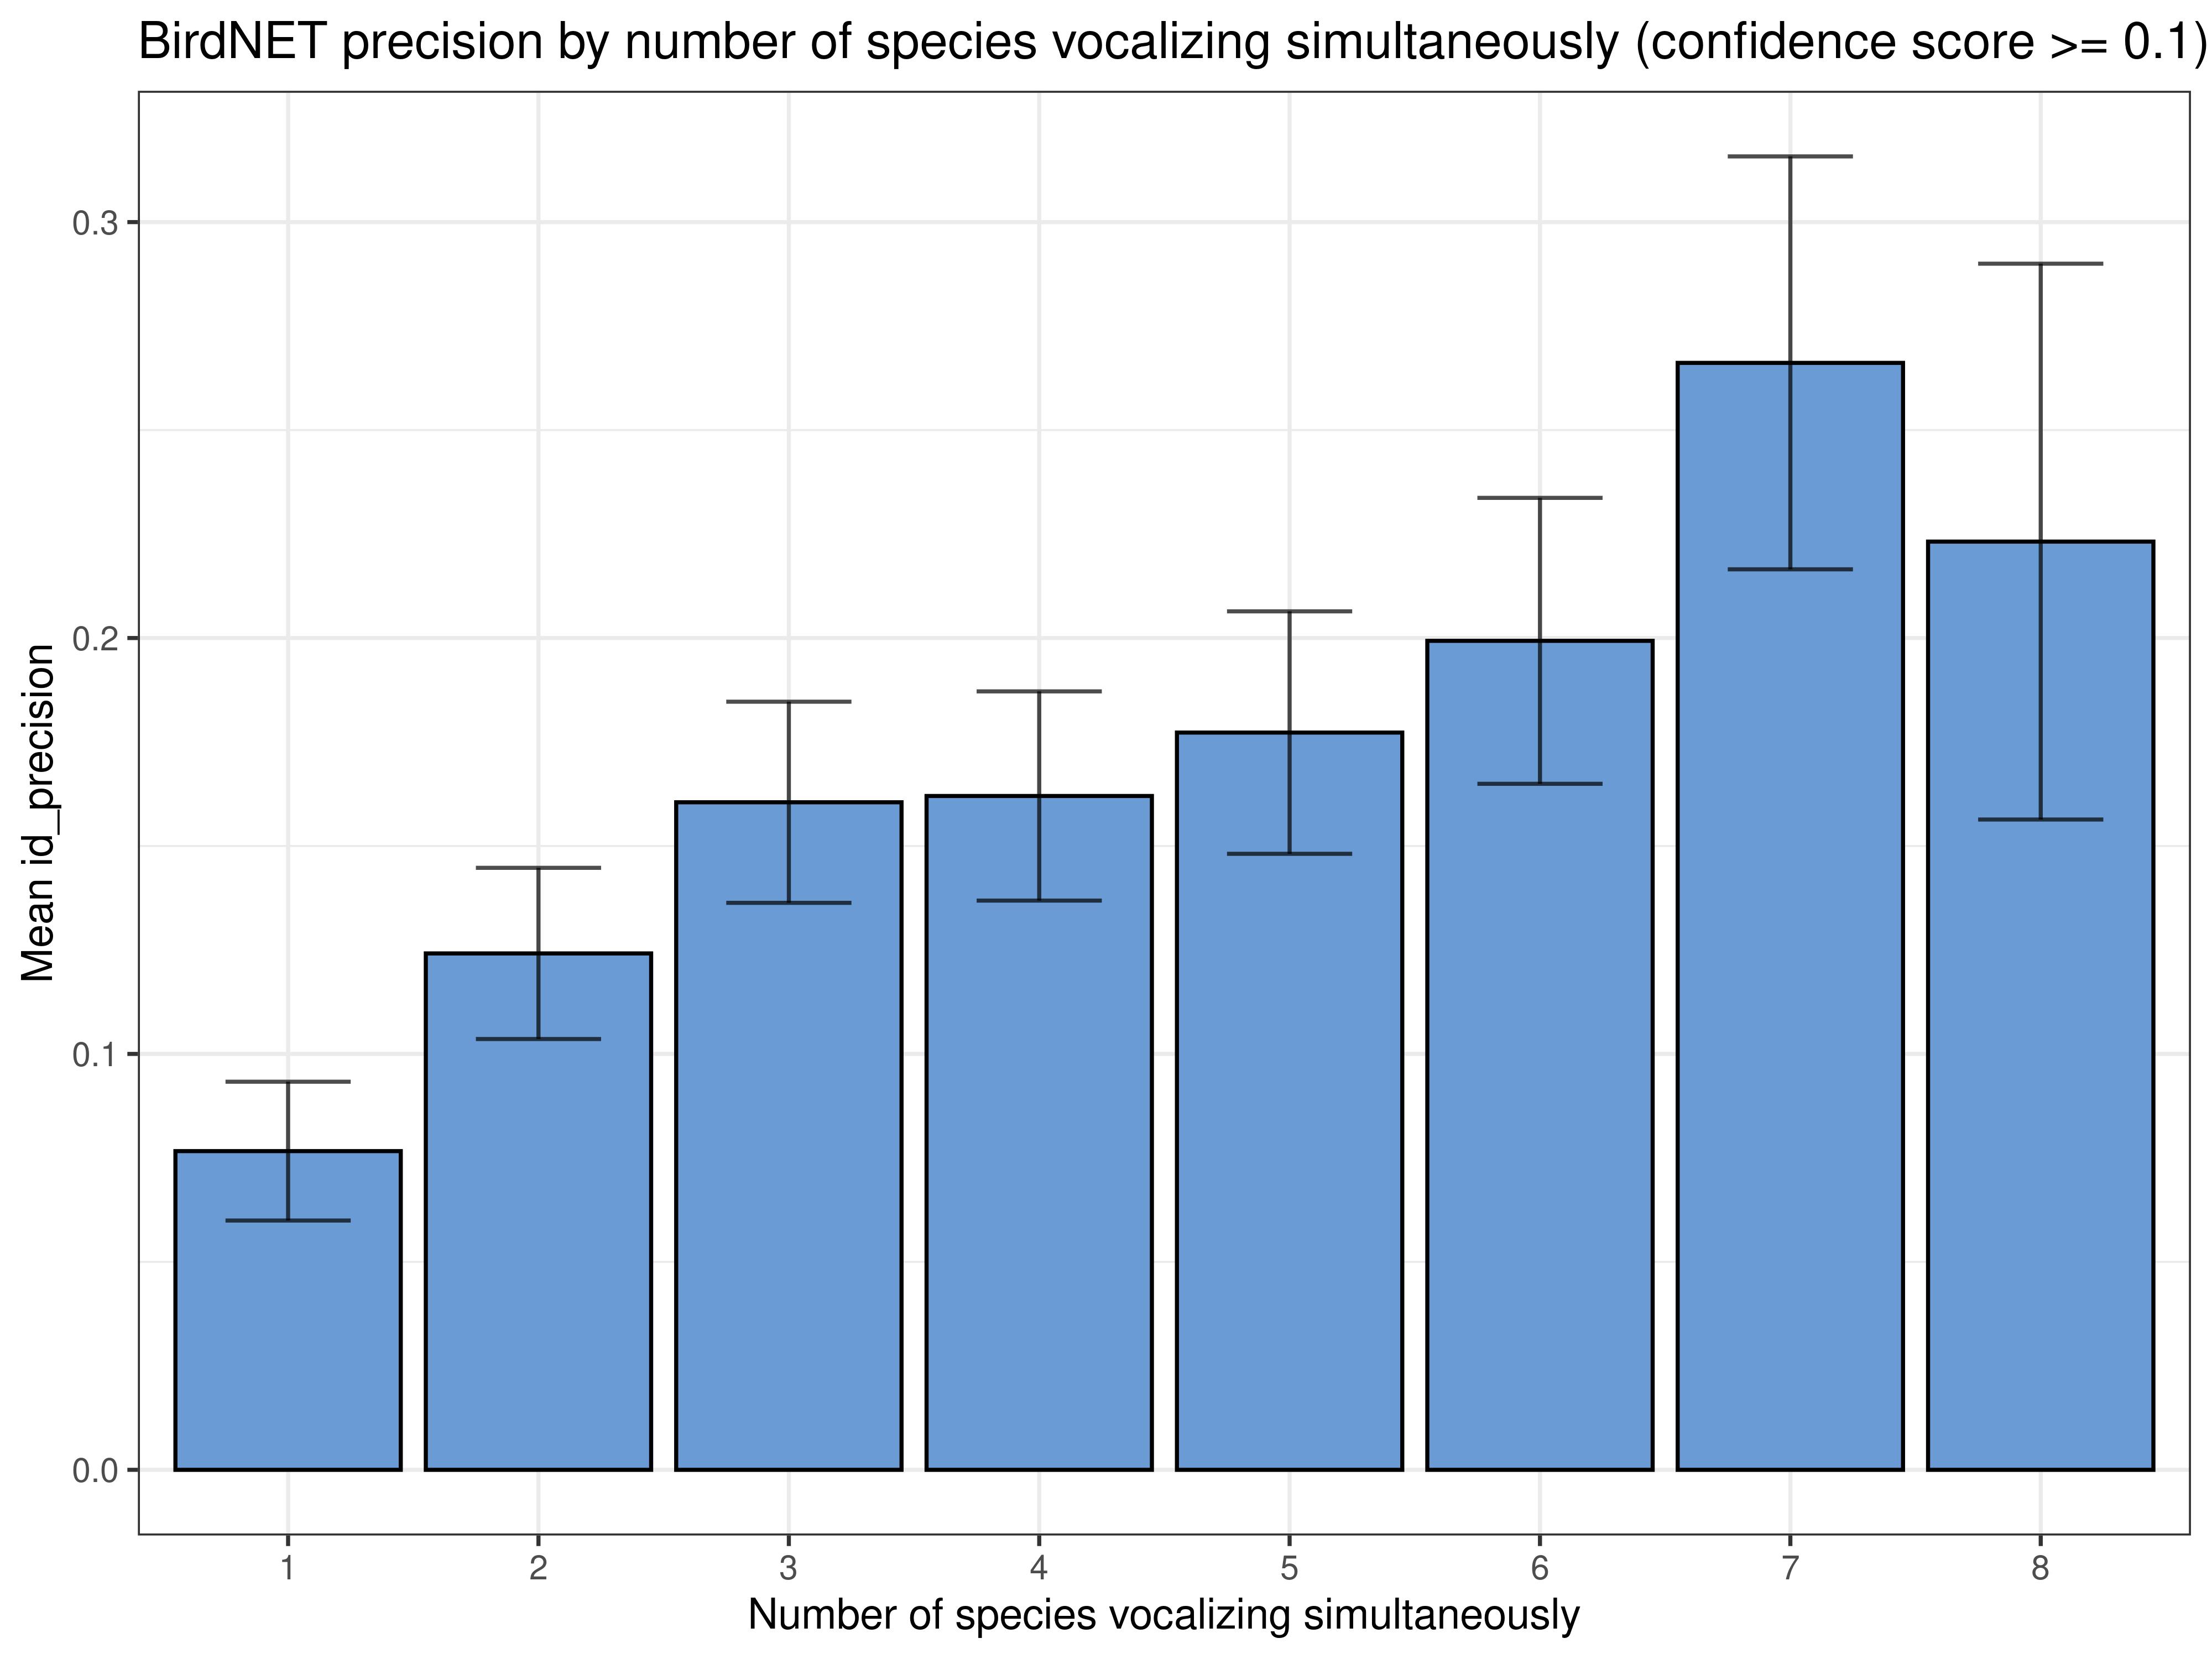 BirdNET precision by number of species vocalizing simultaneously (confidence score >= 0.1)
Mean id_precision
0.3
0.2
0.1
0.0
1 2 3 4 5 6 7 8
Number of species vocalizing simultaneously